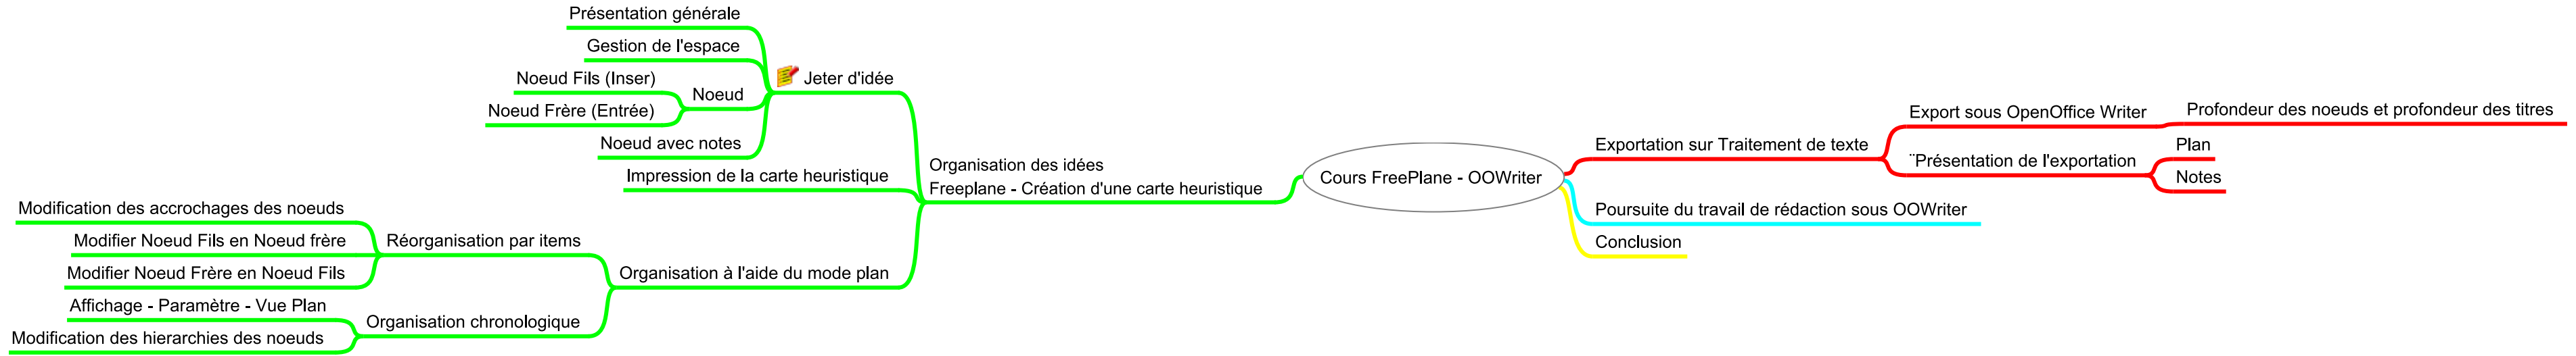 Présentation générale
Gestion de l'espace
Noeud Fils (Inser)
Noeud Frère (Entrée)
Noeud
Noeud avec notes
Jeter d'idée
Impression de la carte heuristique
Modification des accrochages des noeuds
Modifier Noeud Fils en Noeud frère
Modifier Noeud Frère en Noeud Fils
Réorganisation par items
Affichage - Paramètre - Vue Plan
Modification des hierarchies des noeuds
Organisation chronologique
Organisation à l'aide du mode plan
Organisation des idées
Freeplane - Création d'une carte heuristique
Cours FreePlane - OOWriter
Exportation sur Traitement de texte
Export sous OpenOffice Writer
Profondeur des noeuds et profondeur des titres
¨Présentation de l'exportation
Plan
Notes
Poursuite du travail de rédaction sous OOWriter
Conclusion